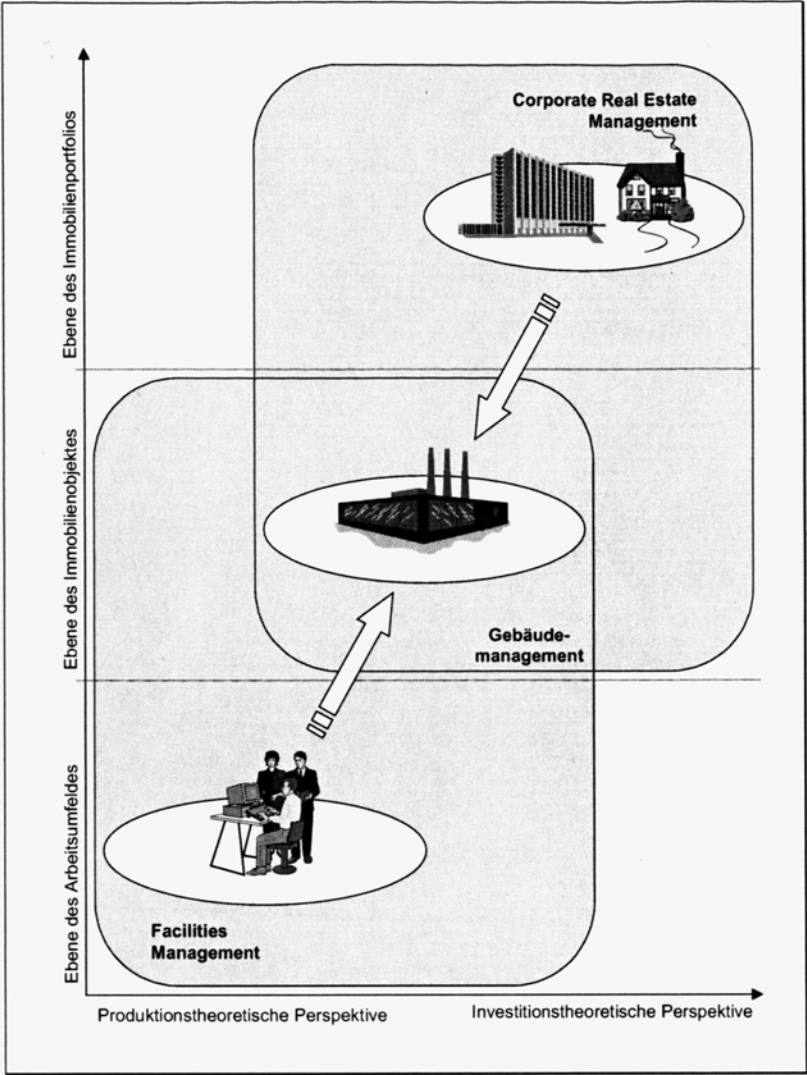 Ebene des Immobilienportfolios
Corporate Real Estate
Management
Ebene des Immobilienobjektes
Gebäude-
management
Ebene des Arbeitsumfeldes
Facilities
Management
Produktionstheoretische Perspektive
Investitionstheoretische Perspektive